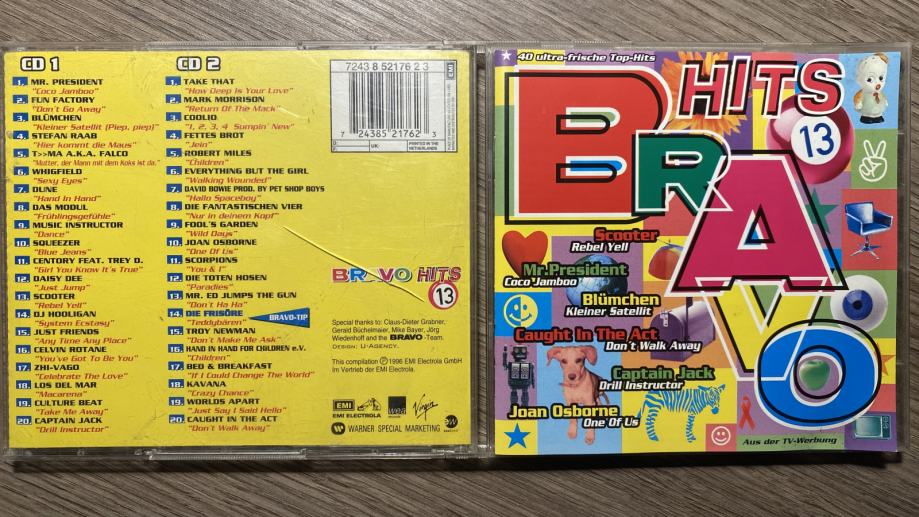 CD 1
1. MR. PRESIDENT
"Coco Jamboo"
2. FUN FACTORY
"Don't Go Away"
3. BLÜMCHEN
"Kleiner Satellit (Piep, piep)"
4. STEFAN RAAB
"Hier kommt die Maus"
5. T>>MA A.K.A. FALCO
"Mutter, der Mann mit dem Koks ist da."
6. WHIGFIELD
"Sexy Eyes"
7. DUNE
"Hand In Hand"
8. DAS MODUL
"Frühlingsgefühle"
9. MUSIC INSTRUCTOR
"Dance"
10. SQUEEZER
"Blue Jeans"
11. CENTORY FEAT. TREY D.
"Girl You Know It's True"
12. DAISY DEE
"Just Jump"
13. SCOOTER
"Rebel Yell"
14. DJ HOOLIGAN
"System Ecstasy"
15. JUST FRIENDS
"Any Time Any Place"
16. CELVIN ROTANE
"You've Got To Be You"
17. ZHI-VAGO
"Celebrate The Love"
18. LOS DEL MAR
"Macarena"
19. CULTURE BEAT
"Take Me Away"
20. CAPTAIN JACK
"Drill Instructor"
CD 2
1. TAKE THAT
"How Deep Is Your Love"
2. MARK MORRISON
"Return Of The Mack"
3. COOLIO
"1, 2, 3, 4 Sumpin' New"
4. FETTES BROT
"Jein"
5. ROBERT MILES
"Children"
6. EVERYTHING BUT THE GIRL
"Walking Wounded"
7. DAVID BOWIE PROD. BY PET SHOP BOYS
"Hallo Spaceboy"
8. DIE FANTASTISCHEN VIER
"Nur in deinem Kopf"
9. FOOL'S GARDEN
"Wild Days"
10. JOAN OSBORNE
"One Of Us"
11. SCORPIONS
"You & I"
12. DIE TOTEN HOSEN
"Paradies"
13. MR. ED JUMPS THE GUN
"Don't Ha Ha"
14. DIE FRISÖRE
"Teddybären"
BRAVO-TIP
15. TROY NEWMAN
"Don't Make Me Ask"
16. HAND IN HAND FOR CHILDREN e.V.
"Children"
17. BED & BREAKFAST
"If I Could Change The World"
18. KAVANA
"Crazy Chance"
19. WORLDS APART
"Just Say I Said Hello"
20. CAUGHT IN THE ACT
"Don't Walk Away"
7243 8 52176 2 3
EMI
7 24385 21762 3
UK:
PRINTED IN THE
NETHERLANDS
BRAVO HITS
13
Special thanks to: Claus-Dieter Grabner,
Gerald Büchelmaier, Mike Bayer, Jörg
Wiedenhoff and the BRAVO-Team.
DESIGN: U-AGENCY.
This compilation ℗ 1996 EMI Electrola GmbH
Im Vertrieb der EMI Electrola.
EMI
EMI ELECTROLA
wea
Virgin
ew
WARNER SPECIAL MARKETING
40 ultra-frische Top-Hits
BRAVO
HITS
13
Scooter
Rebel Yell
Mr.President
Coco Jamboo
Blümchen
Kleiner Satellit
Caught In The Act
Don't Walk Away
Captain Jack
Drill Instructor
Joan Osborne
One Of Us
Aus der TV-Werbung